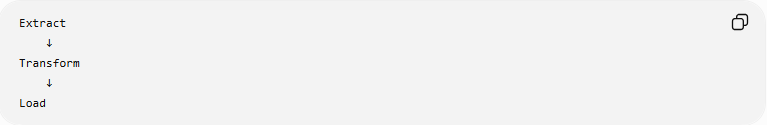 Extract
↓
Transform
↓
Load